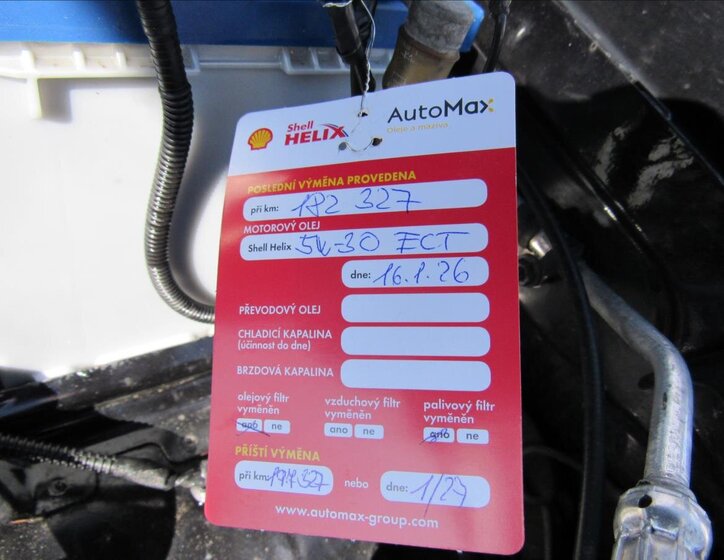 Shell
HELIX
AutoMax
Oleje a maziva
POSLEDNÍ VÝMĚNA PROVEDENA
při km: 182 327
MOTOROVÝ OLEJ
Shell Helix 5W-30 ECT
dne: 16.1.26
PŘEVODOVÝ OLEJ
CHLADICÍ KAPALINA
(účinnost do dne)
BRZDOVÁ KAPALINA
olejový filtr
vyměněn
ano ne
vzduchový filtr
vyměněn
ano ne
palivový filtr
vyměněn
ano ne
PŘÍŠTÍ VÝMĚNA
při km: 197.327 nebo dne: 1/27
www.automax-group.com